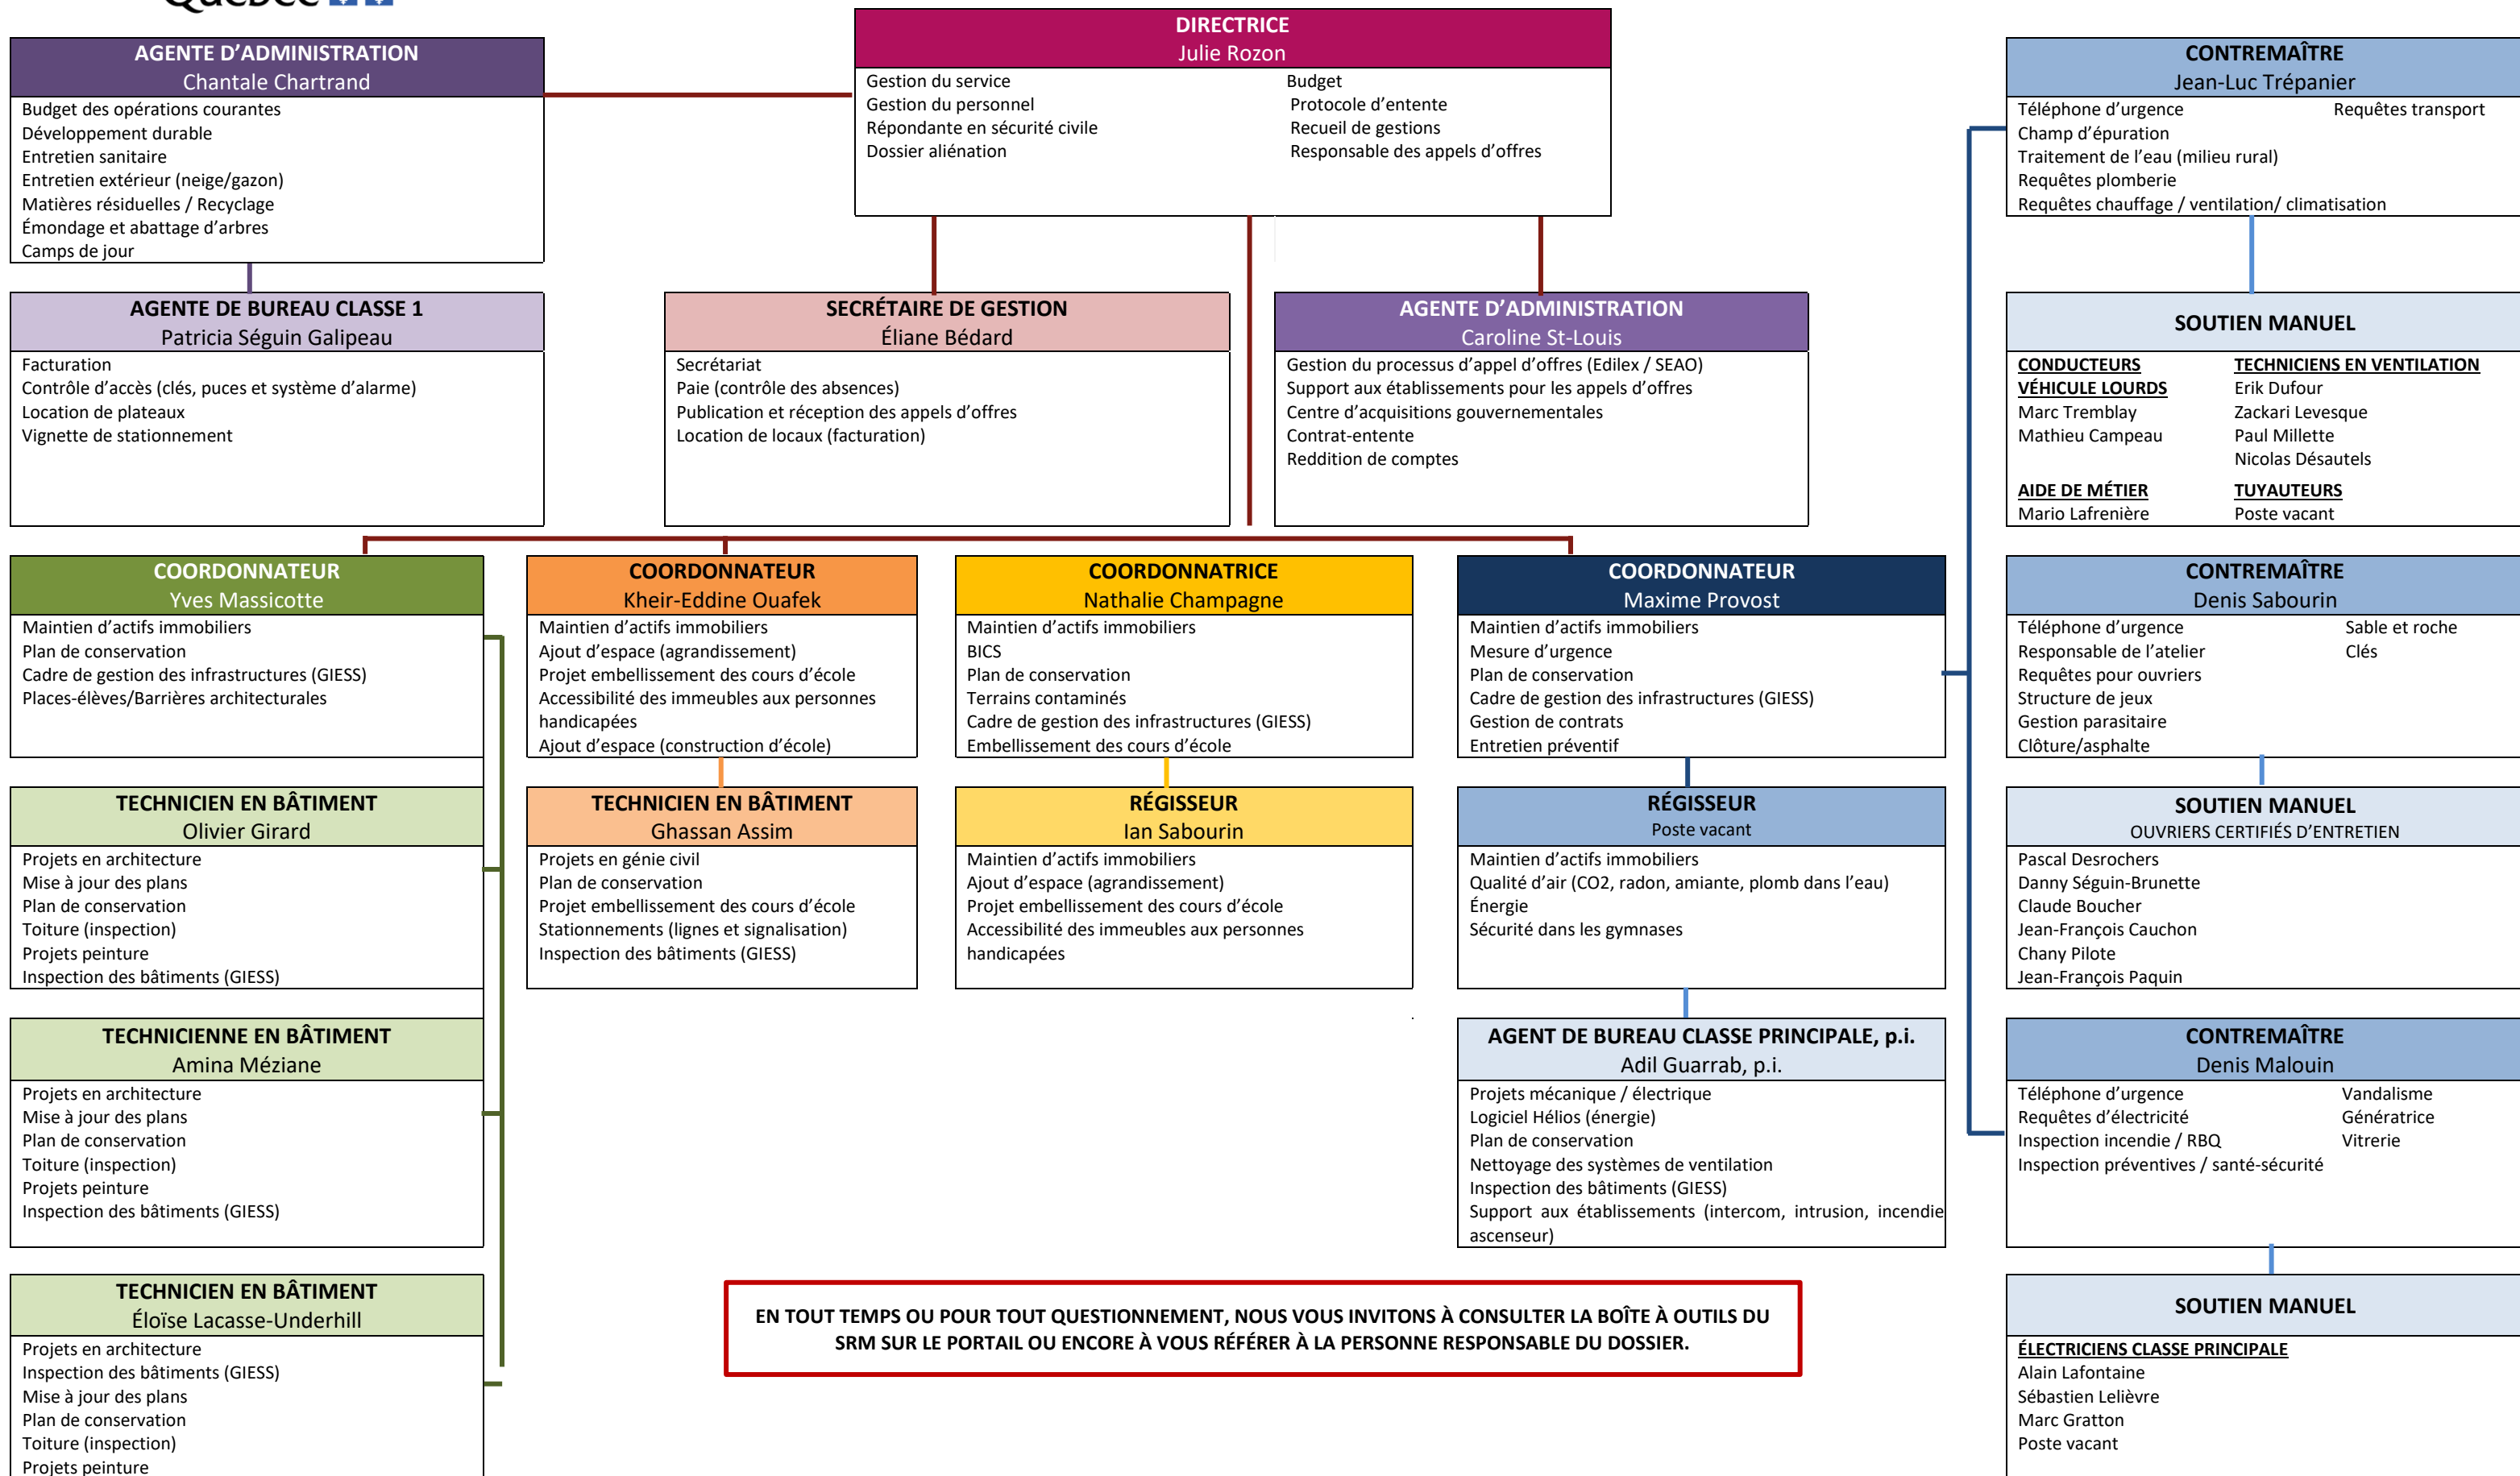 Québec
DIRECTRICE
Julie Rozon
Gestion du service Budget
Gestion du personnel Protocole d'entente
Répondante en sécurité civile Recueil de gestions
Dossier aliénation Responsable des appels d'offres
AGENTE D'ADMINISTRATION
Chantale Chartrand
Budget des opérations courantes
Développement durable
Entretien sanitaire
Entretien extérieur (neige/gazon)
Matières résiduelles / Recyclage
Émondage et abattage d'arbres
Camps de jour
CONTREMAÎTRE
Jean-Luc Trépanier
Téléphone d'urgence Requêtes transport
Champ d'épuration
Traitement de l'eau (milieu rural)
Requêtes plomberie
Requêtes chauffage / ventilation/ climatisation
AGENTE DE BUREAU CLASSE 1
Patricia Séguin Galipeau
Facturation
Contrôle d'accès (clés, puces et système d'alarme)
Location de plateaux
Vignette de stationnement
SECRÉTAIRE DE GESTION
Éliane Bédard
Secrétariat
Paie (contrôle des absences)
Publication et réception des appels d'offres
Location de locaux (facturation)
AGENTE D'ADMINISTRATION
Caroline St-Louis
Gestion du processus d'appel d'offres (Edilex / SEAO)
Support aux établissements pour les appels d'offres
Centre d'acquisitions gouvernementales
Contrat-entente
Reddition de comptes
SOUTIEN MANUEL
CONDUCTEURS TECHNICIENS EN VENTILATION
VÉHICULE LOURDS Erik Dufour
Marc Tremblay Zackari Levesque
Mathieu Campeau Paul Millette
Nicolas Désautels
AIDE DE MÉTIER TUYAUTEURS
Mario Lafrenière Poste vacant
COORDONNATEUR
Yves Massicotte
Maintien d'actifs immobiliers
Plan de conservation
Cadre de gestion des infrastructures (GIESS)
Places-élèves/Barrières architecturales
COORDONNATEUR
Kheir-Eddine Ouafek
Maintien d'actifs immobiliers
Ajout d'espace (agrandissement)
Projet embellissement des cours d'école
Accessibilité des immeubles aux personnes
handicapées
Ajout d'espace (construction d'école)
COORDONNATRICE
Nathalie Champagne
Maintien d'actifs immobiliers
BICS
Plan de conservation
Terrains contaminés
Cadre de gestion des infrastructures (GIESS)
Embellissement des cours d'école
COORDONNATEUR
Maxime Provost
Maintien d'actifs immobiliers
Mesure d'urgence
Plan de conservation
Cadre de gestion des infrastructures (GIESS)
Gestion de contrats
Entretien préventif
CONTREMAÎTRE
Denis Sabourin
Téléphone d'urgence Sable et roche
Responsable de l'atelier Clés
Requêtes pour ouvriers
Structure de jeux
Gestion parasitaire
Clôture/asphalte
TECHNICIEN EN BÂTIMENT
Olivier Girard
Projets en architecture
Mise à jour des plans
Plan de conservation
Toiture (inspection)
Projets peinture
Inspection des bâtiments (GIESS)
TECHNICIEN EN BÂTIMENT
Ghassan Assim
Projets en génie civil
Plan de conservation
Projet embellissement des cours d'école
Stationnements (lignes et signalisation)
Inspection des bâtiments (GIESS)
RÉGISSEUR
Ian Sabourin
Maintien d'actifs immobiliers
Ajout d'espace (agrandissement)
Projet embellissement des cours d'école
Accessibilité des immeubles aux personnes
handicapées
RÉGISSEUR
Poste vacant
Maintien d'actifs immobiliers
Qualité d'air (CO2, radon, amiante, plomb dans l'eau)
Énergie
Sécurité dans les gymnases
SOUTIEN MANUEL
OUVRIERS CERTIFIÉS D'ENTRETIEN
Pascal Desrochers
Danny Séguin-Brunette
Claude Boucher
Jean-François Cauchon
Chany Pilote
Jean-François Paquin
TECHNICIENNE EN BÂTIMENT
Amina Méziane
Projets en architecture
Mise à jour des plans
Plan de conservation
Toiture (inspection)
Projets peinture
Inspection des bâtiments (GIESS)
AGENT DE BUREAU CLASSE PRINCIPALE, p.i.
Adil Guarrab, p.i.
Projets mécanique / électrique
Logiciel Hélios (énergie)
Plan de conservation
Nettoyage des systèmes de ventilation
Inspection des bâtiments (GIESS)
Support aux établissements (intercom, intrusion, incendie
ascenseur)
CONTREMAÎTRE
Denis Malouin
Téléphone d'urgence Vandalisme
Requêtes d'électricité Génératrice
Inspection incendie / RBQ Vitrerie
Inspection préventives / santé-sécurité
TECHNICIEN EN BÂTIMENT
Éloïse Lacasse-Underhill
Projets en architecture
Inspection des bâtiments (GIESS)
Mise à jour des plans
Plan de conservation
Toiture (inspection)
Projets peinture
EN TOUT TEMPS OU POUR TOUT QUESTIONNEMENT, NOUS VOUS INVITONS À CONSULTER LA BOÎTE À OUTILS DU
SRM SUR LE PORTAIL OU ENCORE À VOUS RÉFÉRER À LA PERSONNE RESPONSABLE DU DOSSIER.
SOUTIEN MANUEL
ÉLECTRICIENS CLASSE PRINCIPALE
Alain Lafontaine
Sébastien Lelièvre
Marc Gratton
Poste vacant